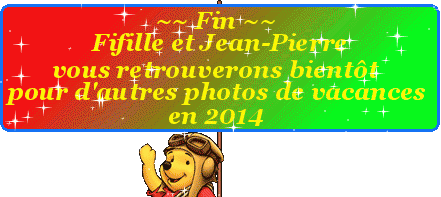 ~~ Fin ~~
Fifille et Jean-Pierre
vous retrouverons bientôt
pour d'autres photos de vacances
en 2014